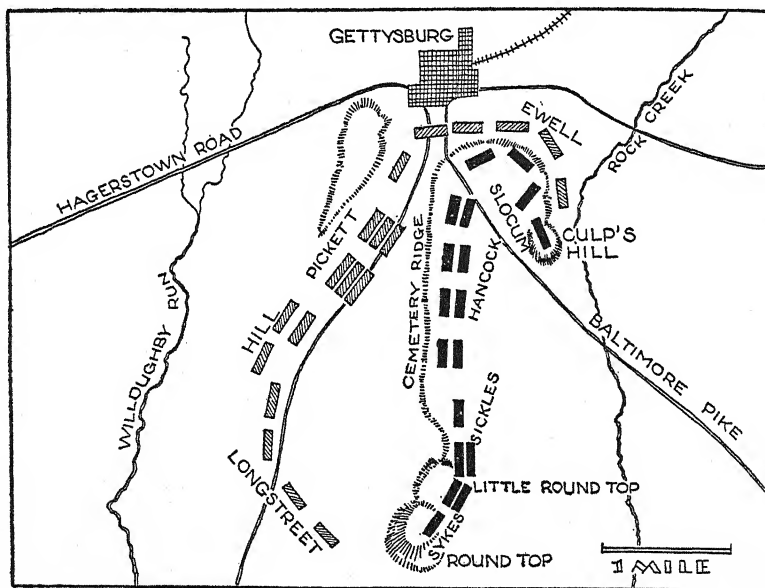 GETTYSBURG
HAGERSTOWN ROAD
EWELL
ROCK CREEK
PICKETT
SLOCUM
CULP'S
HILL
CEMETERY RIDGE
HANCOCK
WILLOUGHBY RUN
HILL
BALTIMORE PIKE
SICKLES
LONGSTREET
LITTLE ROUND TOP
SYKES
ROUND TOP
1 MILE